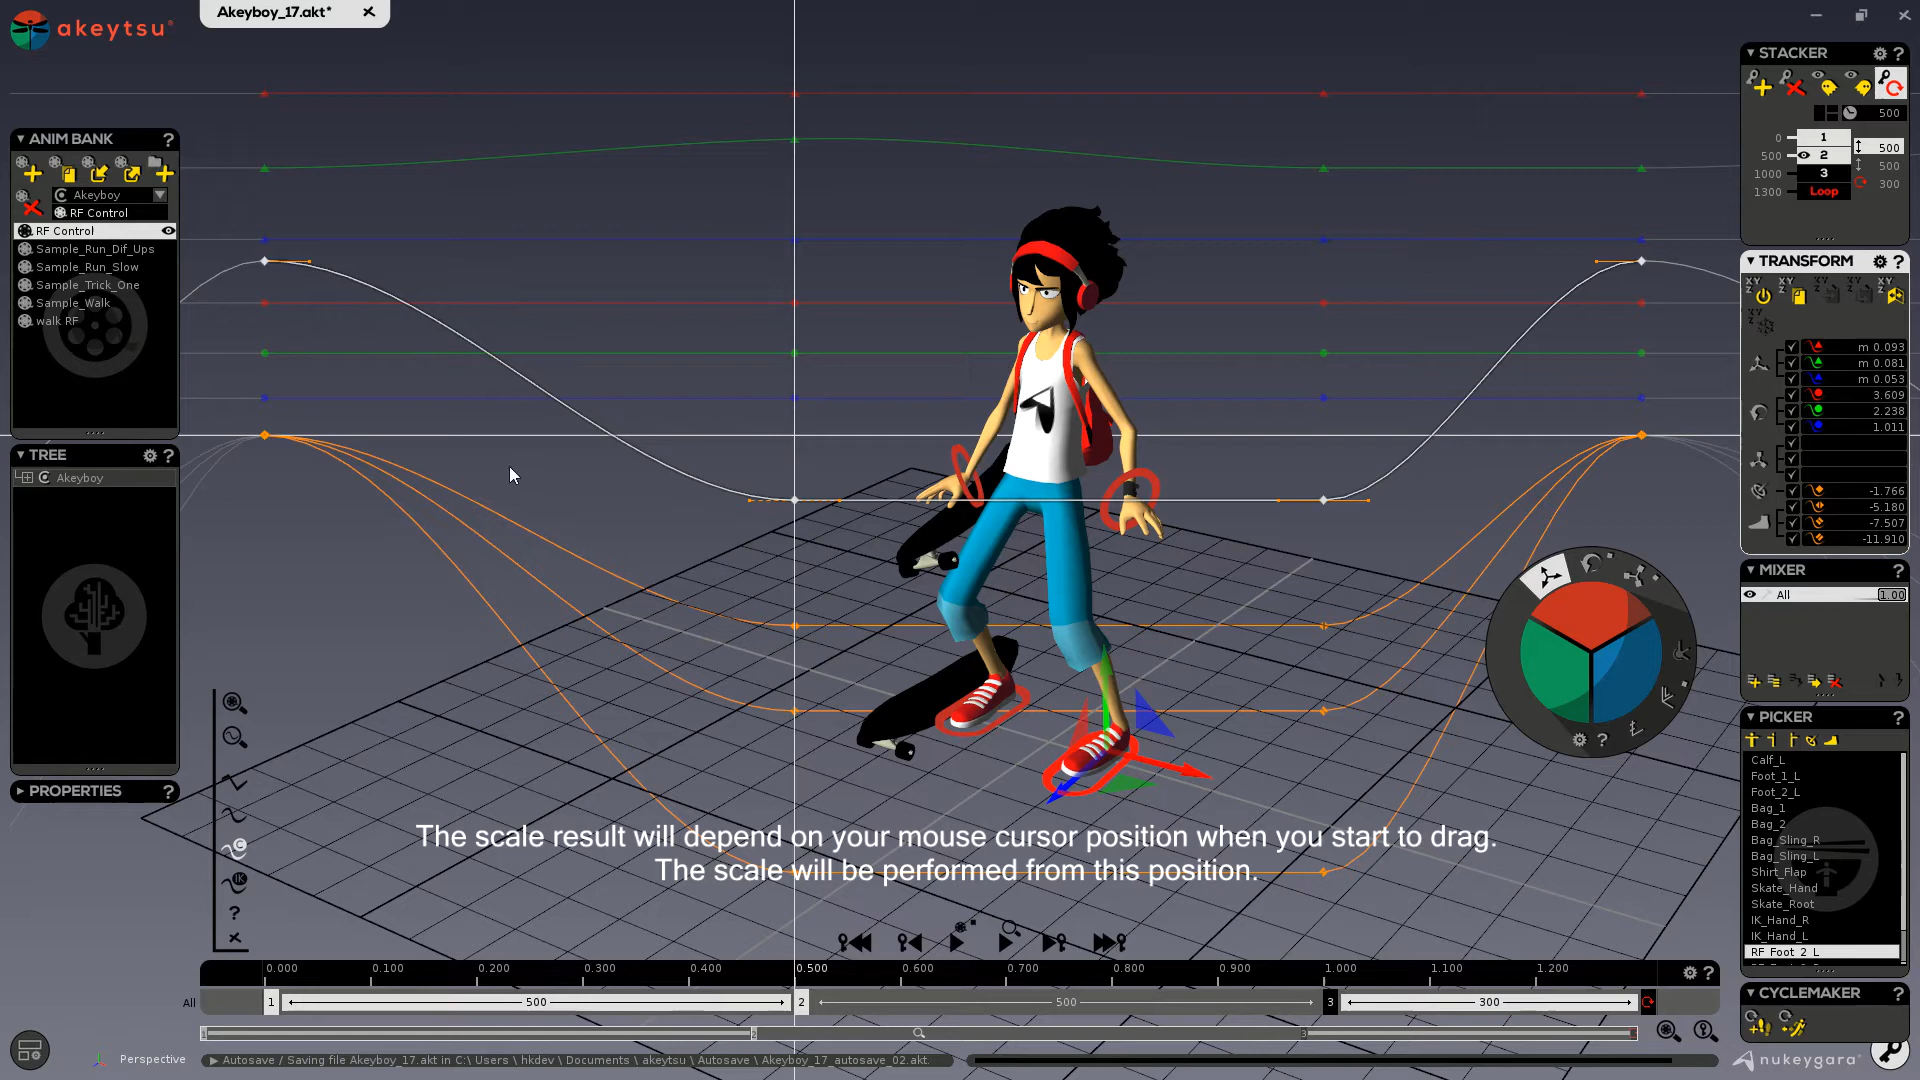 akeytsu®
Akeyboy_17.akt*
ANIM BANK
?
Akeyboy
RF Control
RF Control
Sample_Run_Dif_Ups
Sample_Run_Slow
Sample_Trick_One
Sample_Walk
walk RF
TREE
?
Akeyboy
PROPERTIES
?
C
IK
?
STACKER
?
500
0
1
500
500
2
500
1000
3
300
1300
Loop
TRANSFORM
?
m 0.093
m 0.081
m 0.053
3.609
2.238
1.011
-1.766
-5.180
-7.507
-11.910
MIXER
?
All
1.00
PICKER
?
Calf_L
Foot_1_L
Foot_2_L
Bag_1
Bag_2
Bag_Sling_R
Bag_Sling_L
Shirt_Flap
Skate_Hand
Skate_Root
IK_Hand_R
IK_Hand_L
RF Foot 2 L
CYCLEMAKER
?
?
The scale result will depend on your mouse cursor position when you start to drag.
The scale will be performed from this position.
0.000 0.100 0.200 0.300 0.400 0.500 0.600 0.700 0.800 0.900 1.000 1.100 1.200
?
All
1 500 2 500 3 300
1 2 3
Perspective
Autosave / Saving file Akeyboy_17.akt in C:\ Users \ hkdev \ Documents \ akeytsu \ Autosave \ Akeyboy_17_autosave_02.akt.
nukeygara®